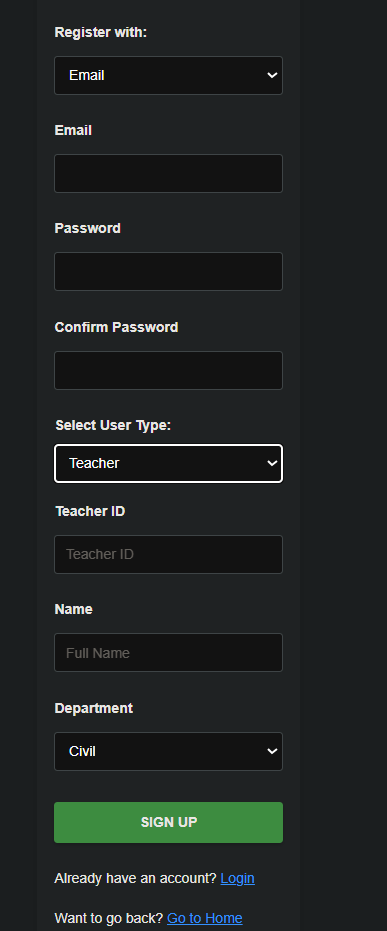 Register with:
Email
Email
Password
Confirm Password
Select User Type:
Teacher
Teacher ID
Teacher ID
Name
Full Name
Department
Civil
SIGN UP
Already have an account? Login
Want to go back? Go to Home